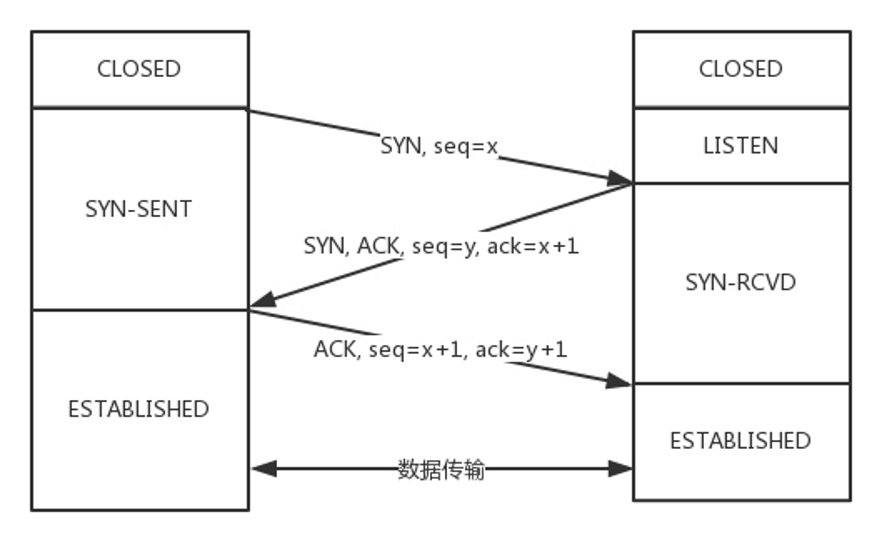 CLOSED
CLOSED
SYN, seq=x
LISTEN
SYN-SENT
SYN, ACK, seq=y, ack=x+1
SYN-RCVD
ACK, seq=x+1, ack=y+1
ESTABLISHED
ESTABLISHED
数据传输